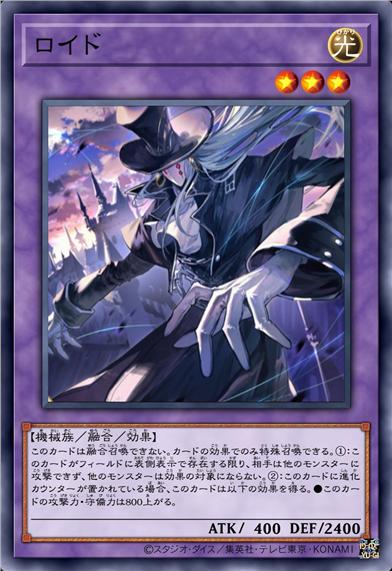 ロイド
光
【機械族/融合/効果】
このカードは融合召喚できない。カードの効果でのみ特殊召喚できる。①:こ
のカードがフィールドに表側表示で存在する限り、相手は他のモンスターに
攻撃できず、他のモンスターは効果の対象にならない。②:このカードに進化
カウンターが置かれている場合、このカードは以下の効果を得る。●このカー
ドの攻撃力・守備力は800上がる。
ATK/ 400 DEF/2400
©スタジオ・ダイス/集英社・テレビ東京・KONAMI